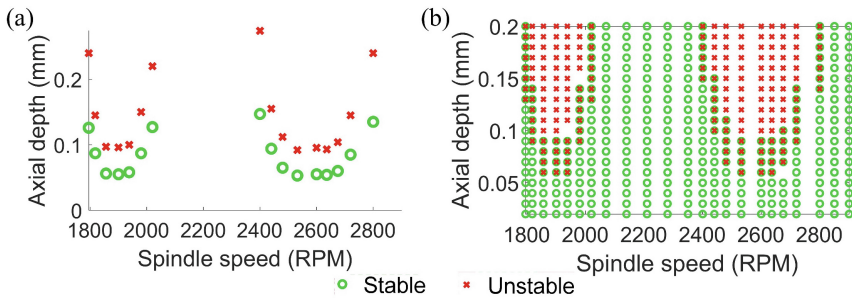 (a)
Axial depth (mm)
0.2
0.1
0
1800 2000 2200 2400 2600 2800
Spindle speed (RPM)
(b)
Axial depth (mm)
0.2
0.15
0.1
0.05
1800 2000 2200 2400 2600 2800
Spindle speed (RPM)
Stable Unstable